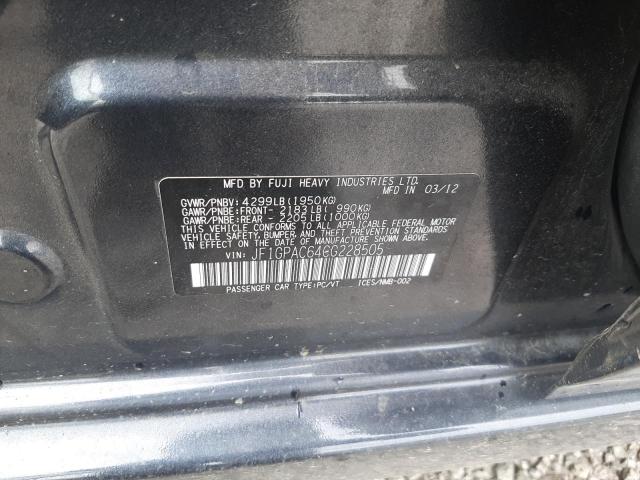 MFD BY FUJI HEAVY INDUSTRIES LTD.
MADE IN 03/12
GVWR/PNBV: 4299LB(1950KG)
GAWR/PNBE:FRONT- 2183LB( 990KG)
GAWR/PNBE:REAR - 2205LB(1000KG)
THIS VEHICLE CONFORMS TO ALL APPLICABLE FEDERAL MOTOR
VEHICLE SAFETY, BUMPER, AND THEFT PREVENTION STANDARDS
IN EFFECT ON THE DATE OF MANUFACTURE SHOWN ABOVE.
VIN: JF1GPAC64CG228505
PASSENGER CAR TYPE:PC/VT ICES/NMB-002